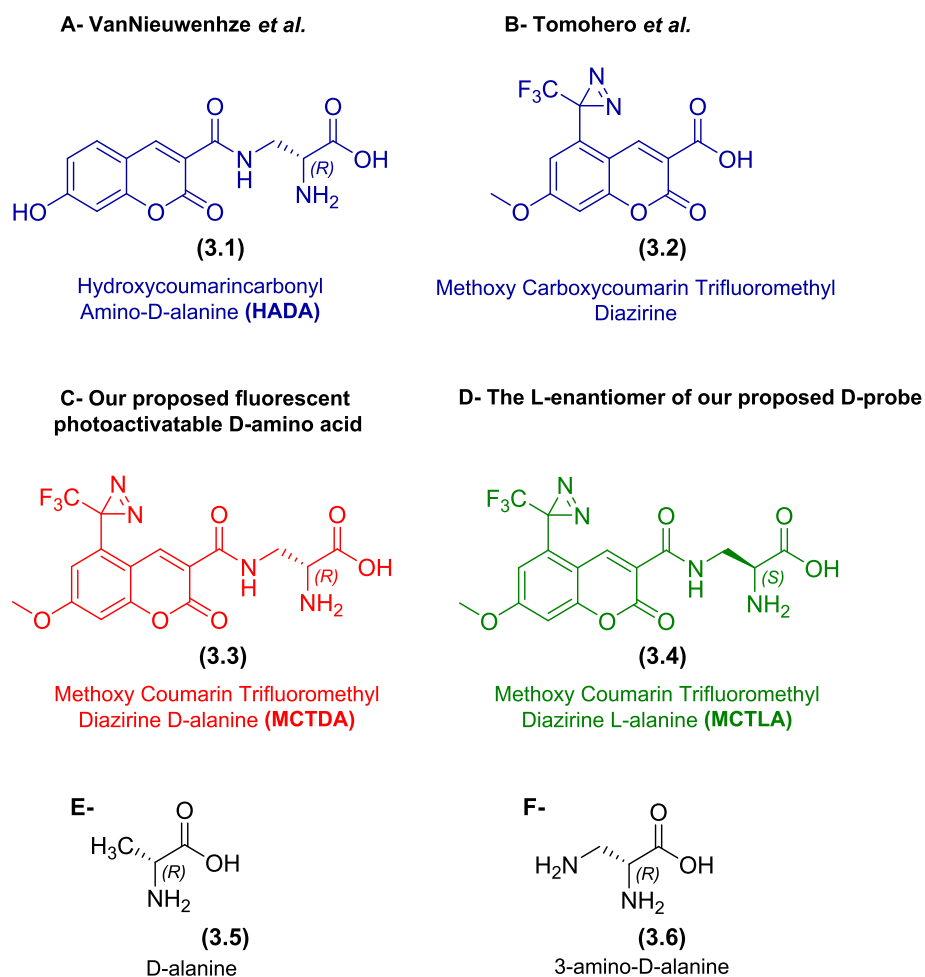 A- VanNieuwenhze et al.
B- Tomohero et al.
O
O
N
H
(R)
OH
NH2
HO
O
O
(3.1)
Hydroxycoumarincarbonyl
Amino-D-alanine (HADA)
F3C
N
N
O
OH
O
O
O
(3.2)
Methoxy Carboxycoumarin Trifluoromethyl
Diazirine
C- Our proposed fluorescent
photoactivatable D-amino acid
D- The L-enantiomer of our proposed D-probe
F3C
N
N
O
O
N
H
(R)
OH
NH2
O
O
O
(3.3)
Methoxy Coumarin Trifluoromethyl
Diazirine D-alanine (MCTDA)
F3C
N
N
O
O
N
H
(S)
OH
NH2
O
O
O
(3.4)
Methoxy Coumarin Trifluoromethyl
Diazirine L-alanine (MCTLA)
E-
O
H3C
(R)
OH
NH2
(3.5)
D-alanine
F-
O
H2N
(R)
OH
NH2
(3.6)
3-amino-D-alanine